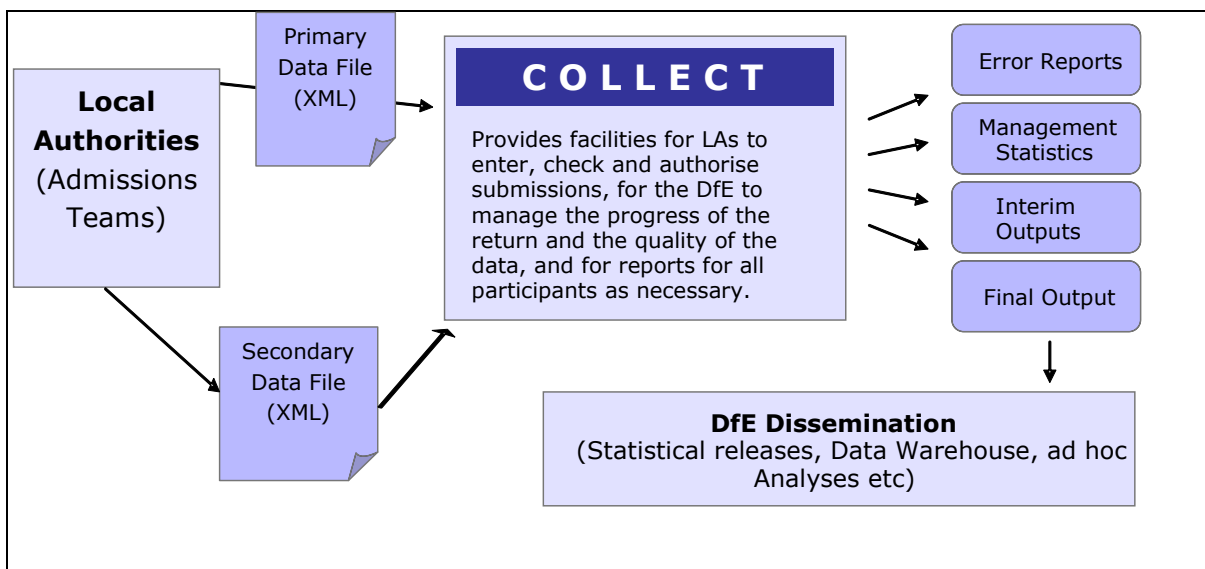 Local
Authorities
(Admissions
Teams)
Primary
Data File
(XML)
Secondary
Data File
(XML)
C O L L E C T
Provides facilities for LAs to
enter, check and authorise
submissions, for the DfE to
manage the progress of the
return and the quality of the
data, and for reports for all
participants as necessary.
Error Reports
Management
Statistics
Interim
Outputs
Final Output
DfE Dissemination
(Statistical releases, Data Warehouse, ad hoc
Analyses etc)